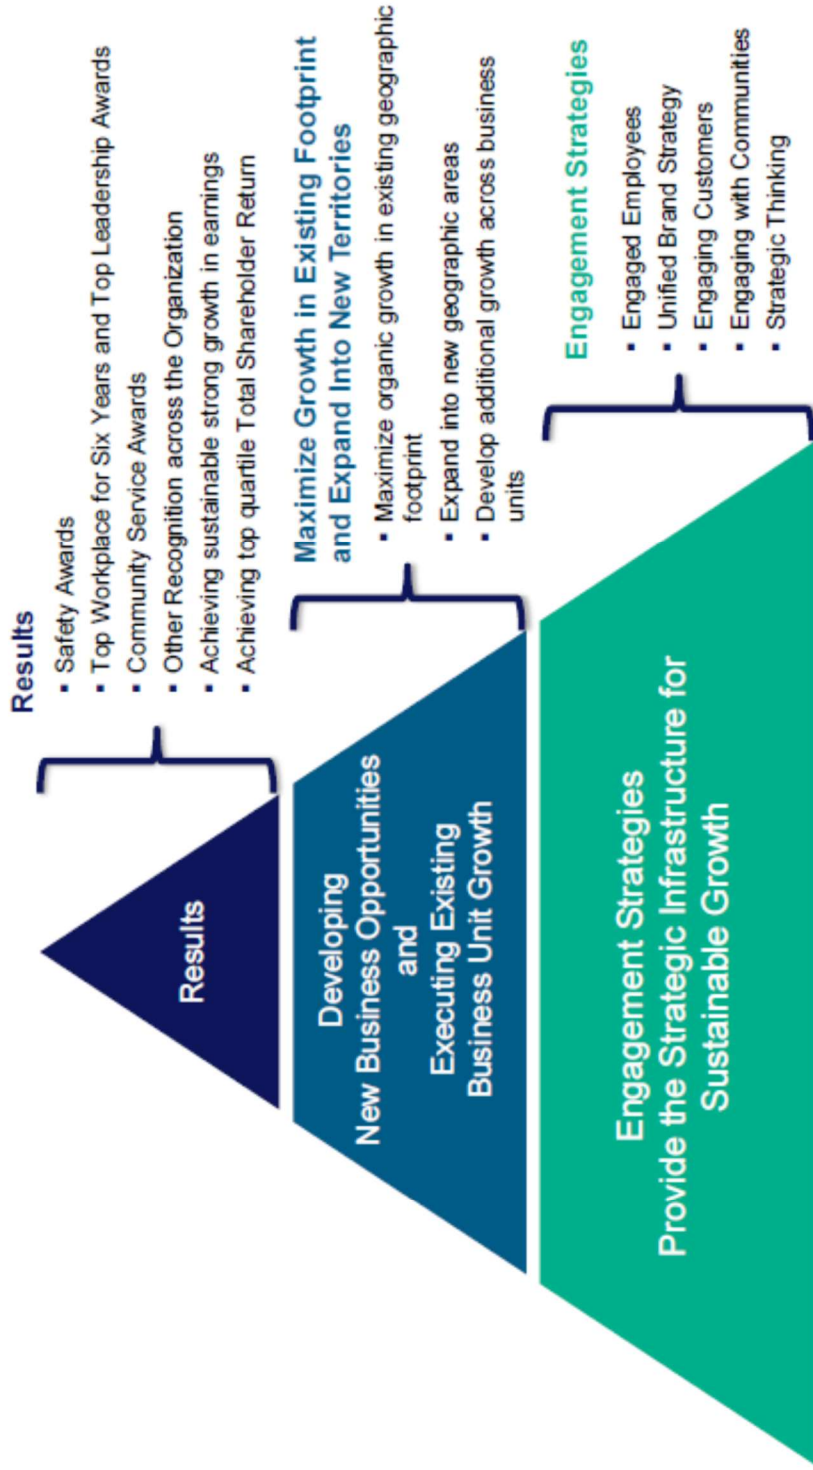 Results
Developing
New Business Opportunities
and
Executing Existing
Business Unit Growth
Engagement Strategies
Provide the Strategic Infrastructure for
Sustainable Growth
Results
▪ Safety Awards
▪ Top Workplace for Six Years and Top Leadership Awards
▪ Community Service Awards
▪ Other Recognition across the Organization
▪ Achieving sustainable strong growth in earnings
▪ Achieving top quartile Total Shareholder Return
Maximize Growth in Existing Footprint
and Expand Into New Territories
▪ Maximize organic growth in existing geographic
footprint
▪ Expand into new geographic areas
▪ Develop additional growth across business
units
Engagement Strategies
▪ Engaged Employees
▪ Unified Brand Strategy
▪ Engaging Customers
▪ Engaging with Communities
▪ Strategic Thinking